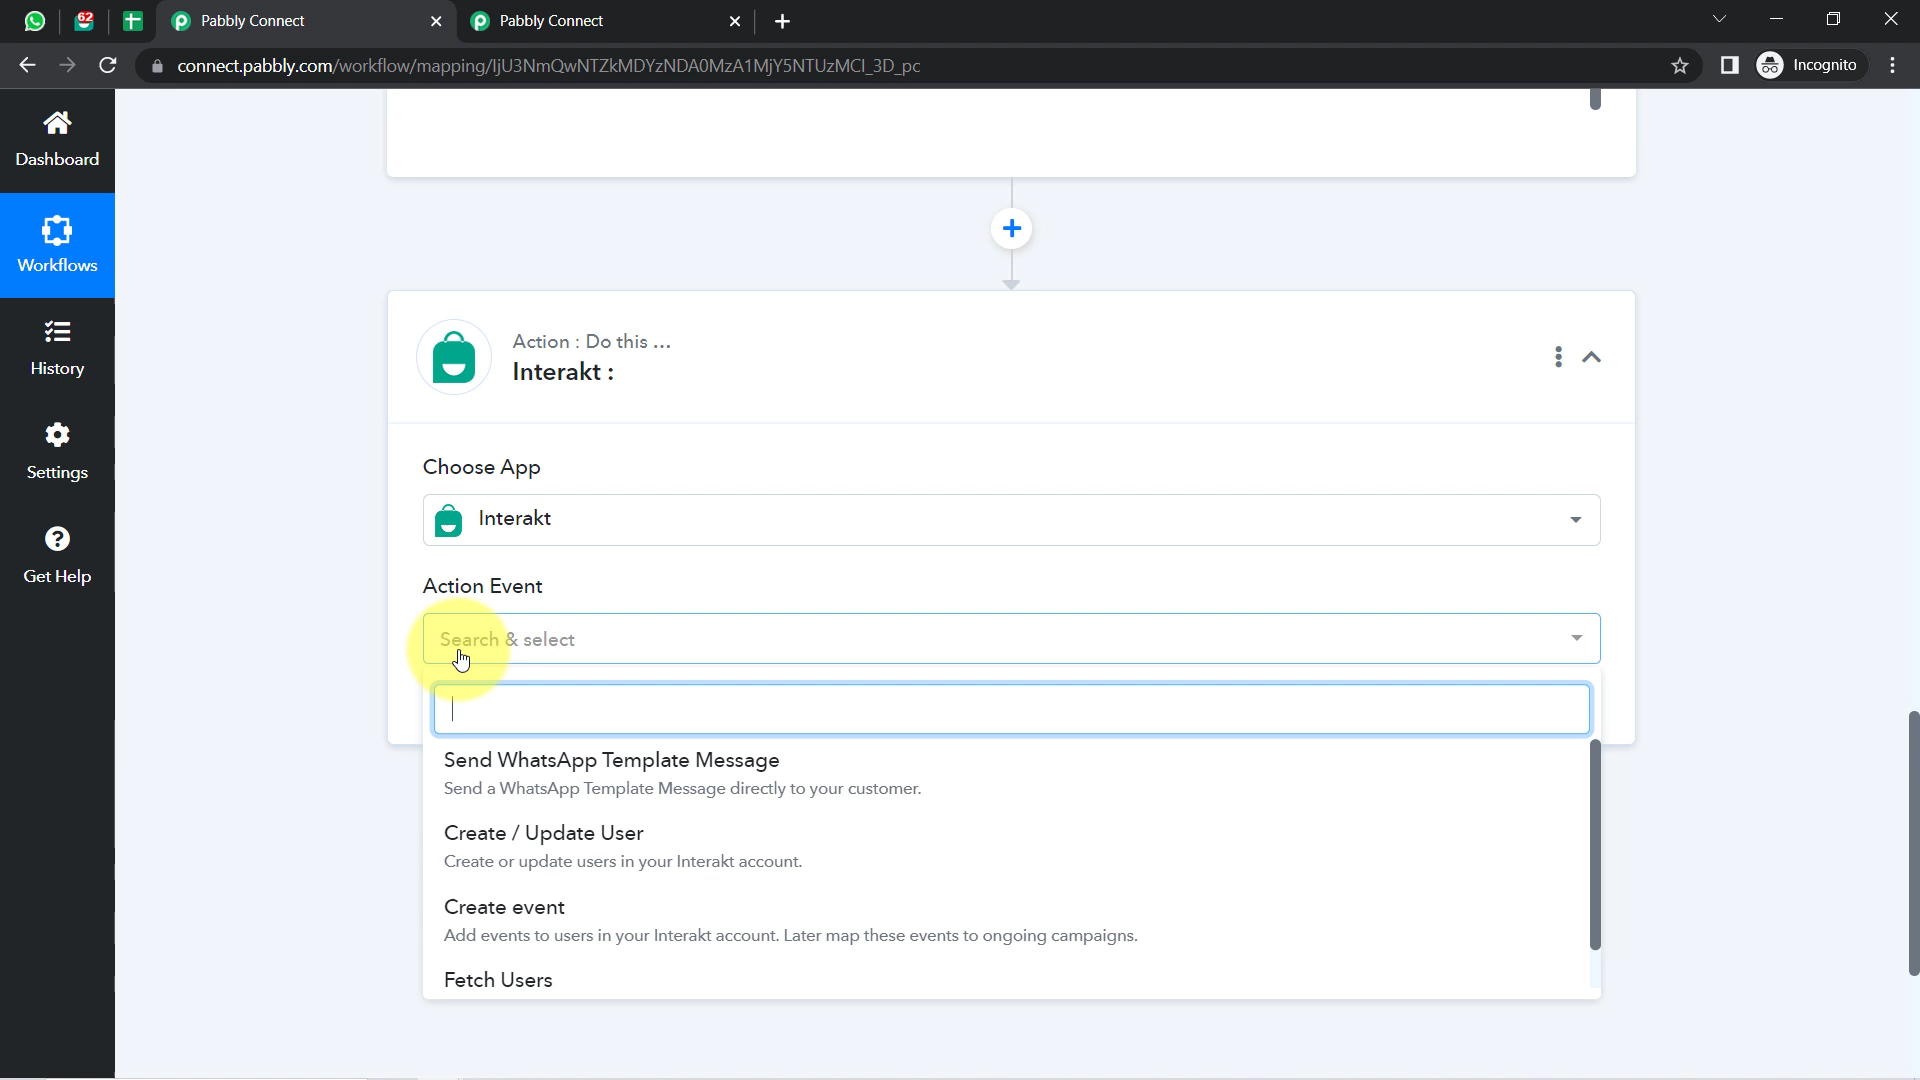 62
Pabbly Connect
Pabbly Connect
connect.pabbly.com/workflow/mapping/IjU3NmQwNTZkMDYzNDA0MzA1MjY5NTUzMCI_3D_pc
Incognito
Dashboard
Workflows
History
Settings
Get Help
Action : Do this ...
Interakt :
Choose App
Interakt
Action Event
Search & select
Send WhatsApp Template Message
Send a WhatsApp Template Message directly to your customer.
Create / Update User
Create or update users in your Interakt account.
Create event
Add events to users in your Interakt account. Later map these events to ongoing campaigns.
Fetch Users